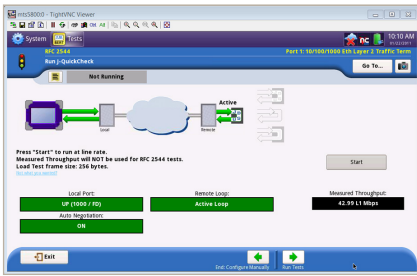 mts5800:0 - TightVNC Viewer
System
Tests
nc
10:10 AM
RFC 2544
Port 1: 10/100/1000 Eth Layer 2 Traffic Term
Run J-QuickCheck
Go To...
Not Running
Active
Local
Remote
Press "Start" to run at line rate.
Measured Throughput will NOT be used for RFC 2544 tests.
Load Test frame size: 256 bytes.
Start
Local Port:
Remote Loop:
Measured Throughput:
UP (1000 / FD)
Active Loop
42.99 L1 Mbps
Auto Negotiation:
ON
Exit
End: Configure Manually
Run Tests